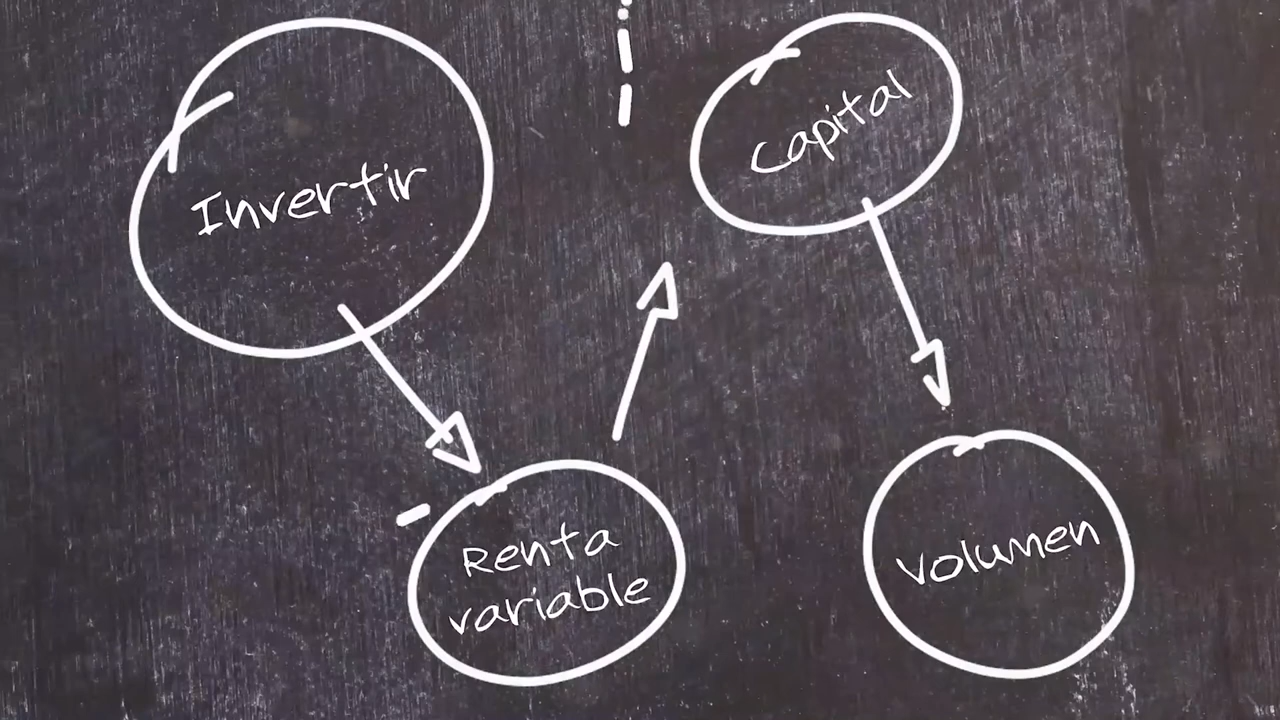 Invertir
Capital
Renta
variable
Volumen